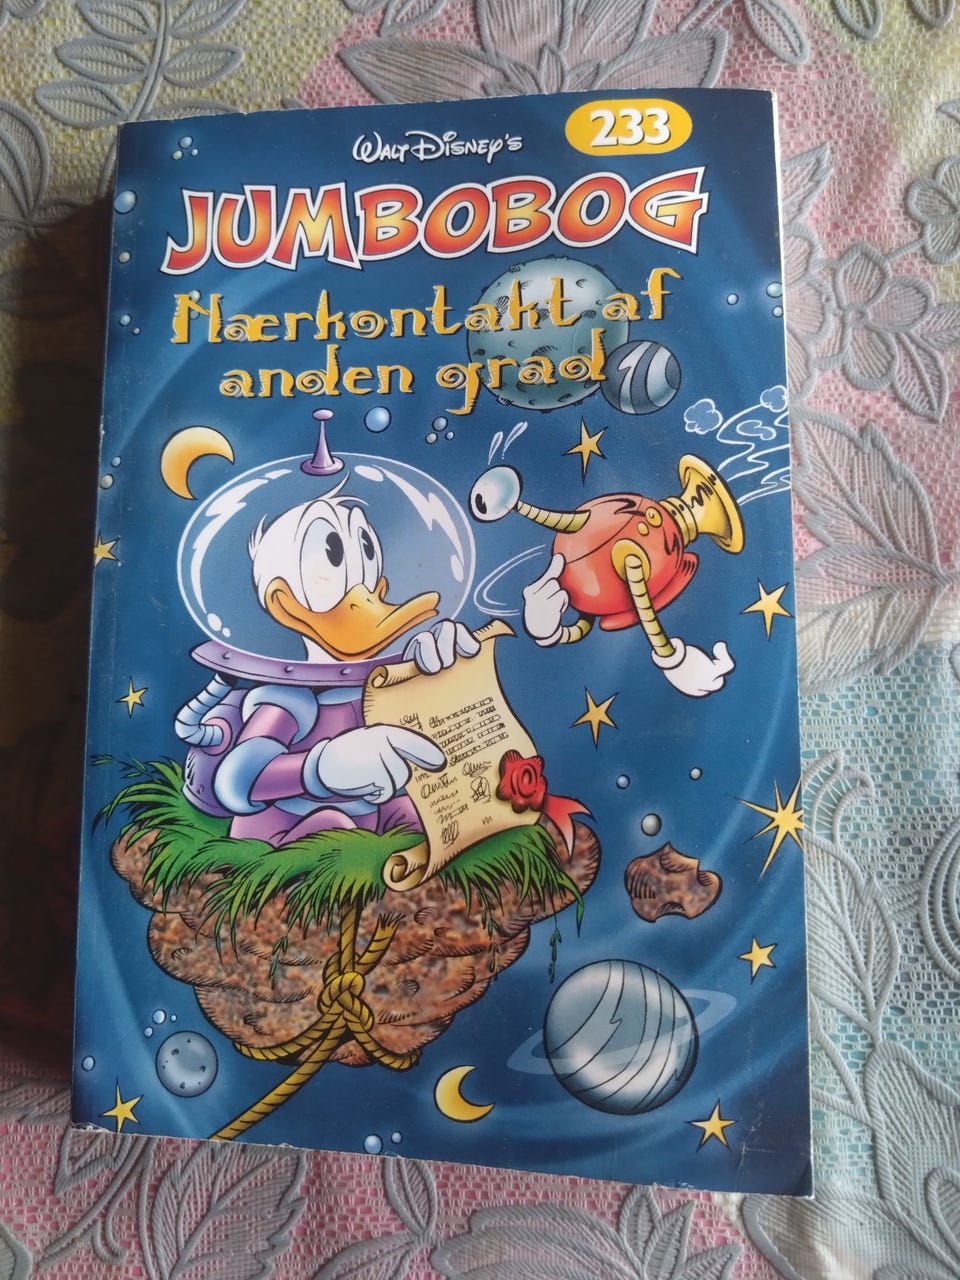 233
WALT DISNEY'S
JUMBOBOG
Nærkontakt af
anden grad